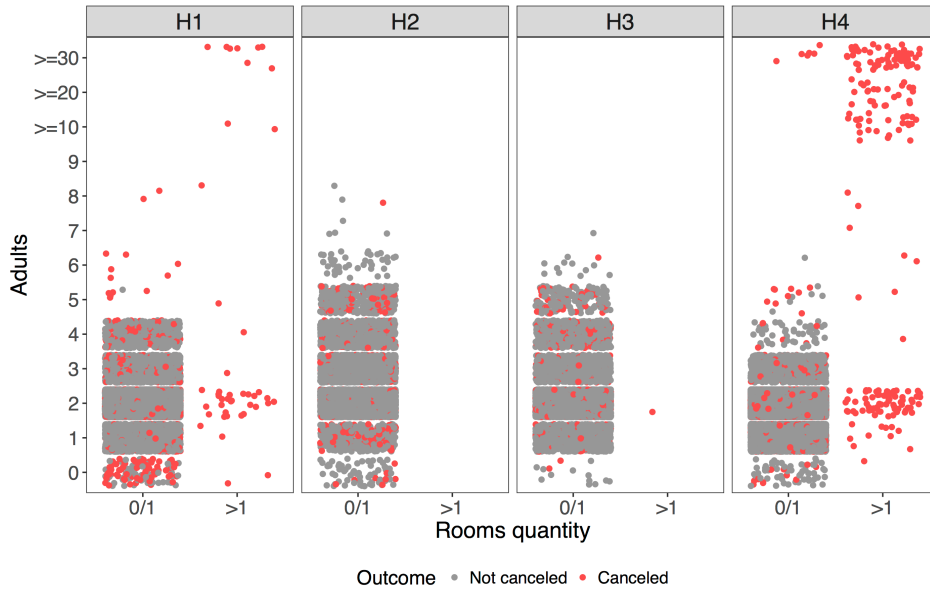 H1 H2 H3 H4
>=30
>=20
>=10
9
8
7
6
5
4
3
2
1
0
Adults
0/1 >1 0/1 >1 0/1 >1 0/1 >1
Rooms quantity
Outcome Not canceled Canceled